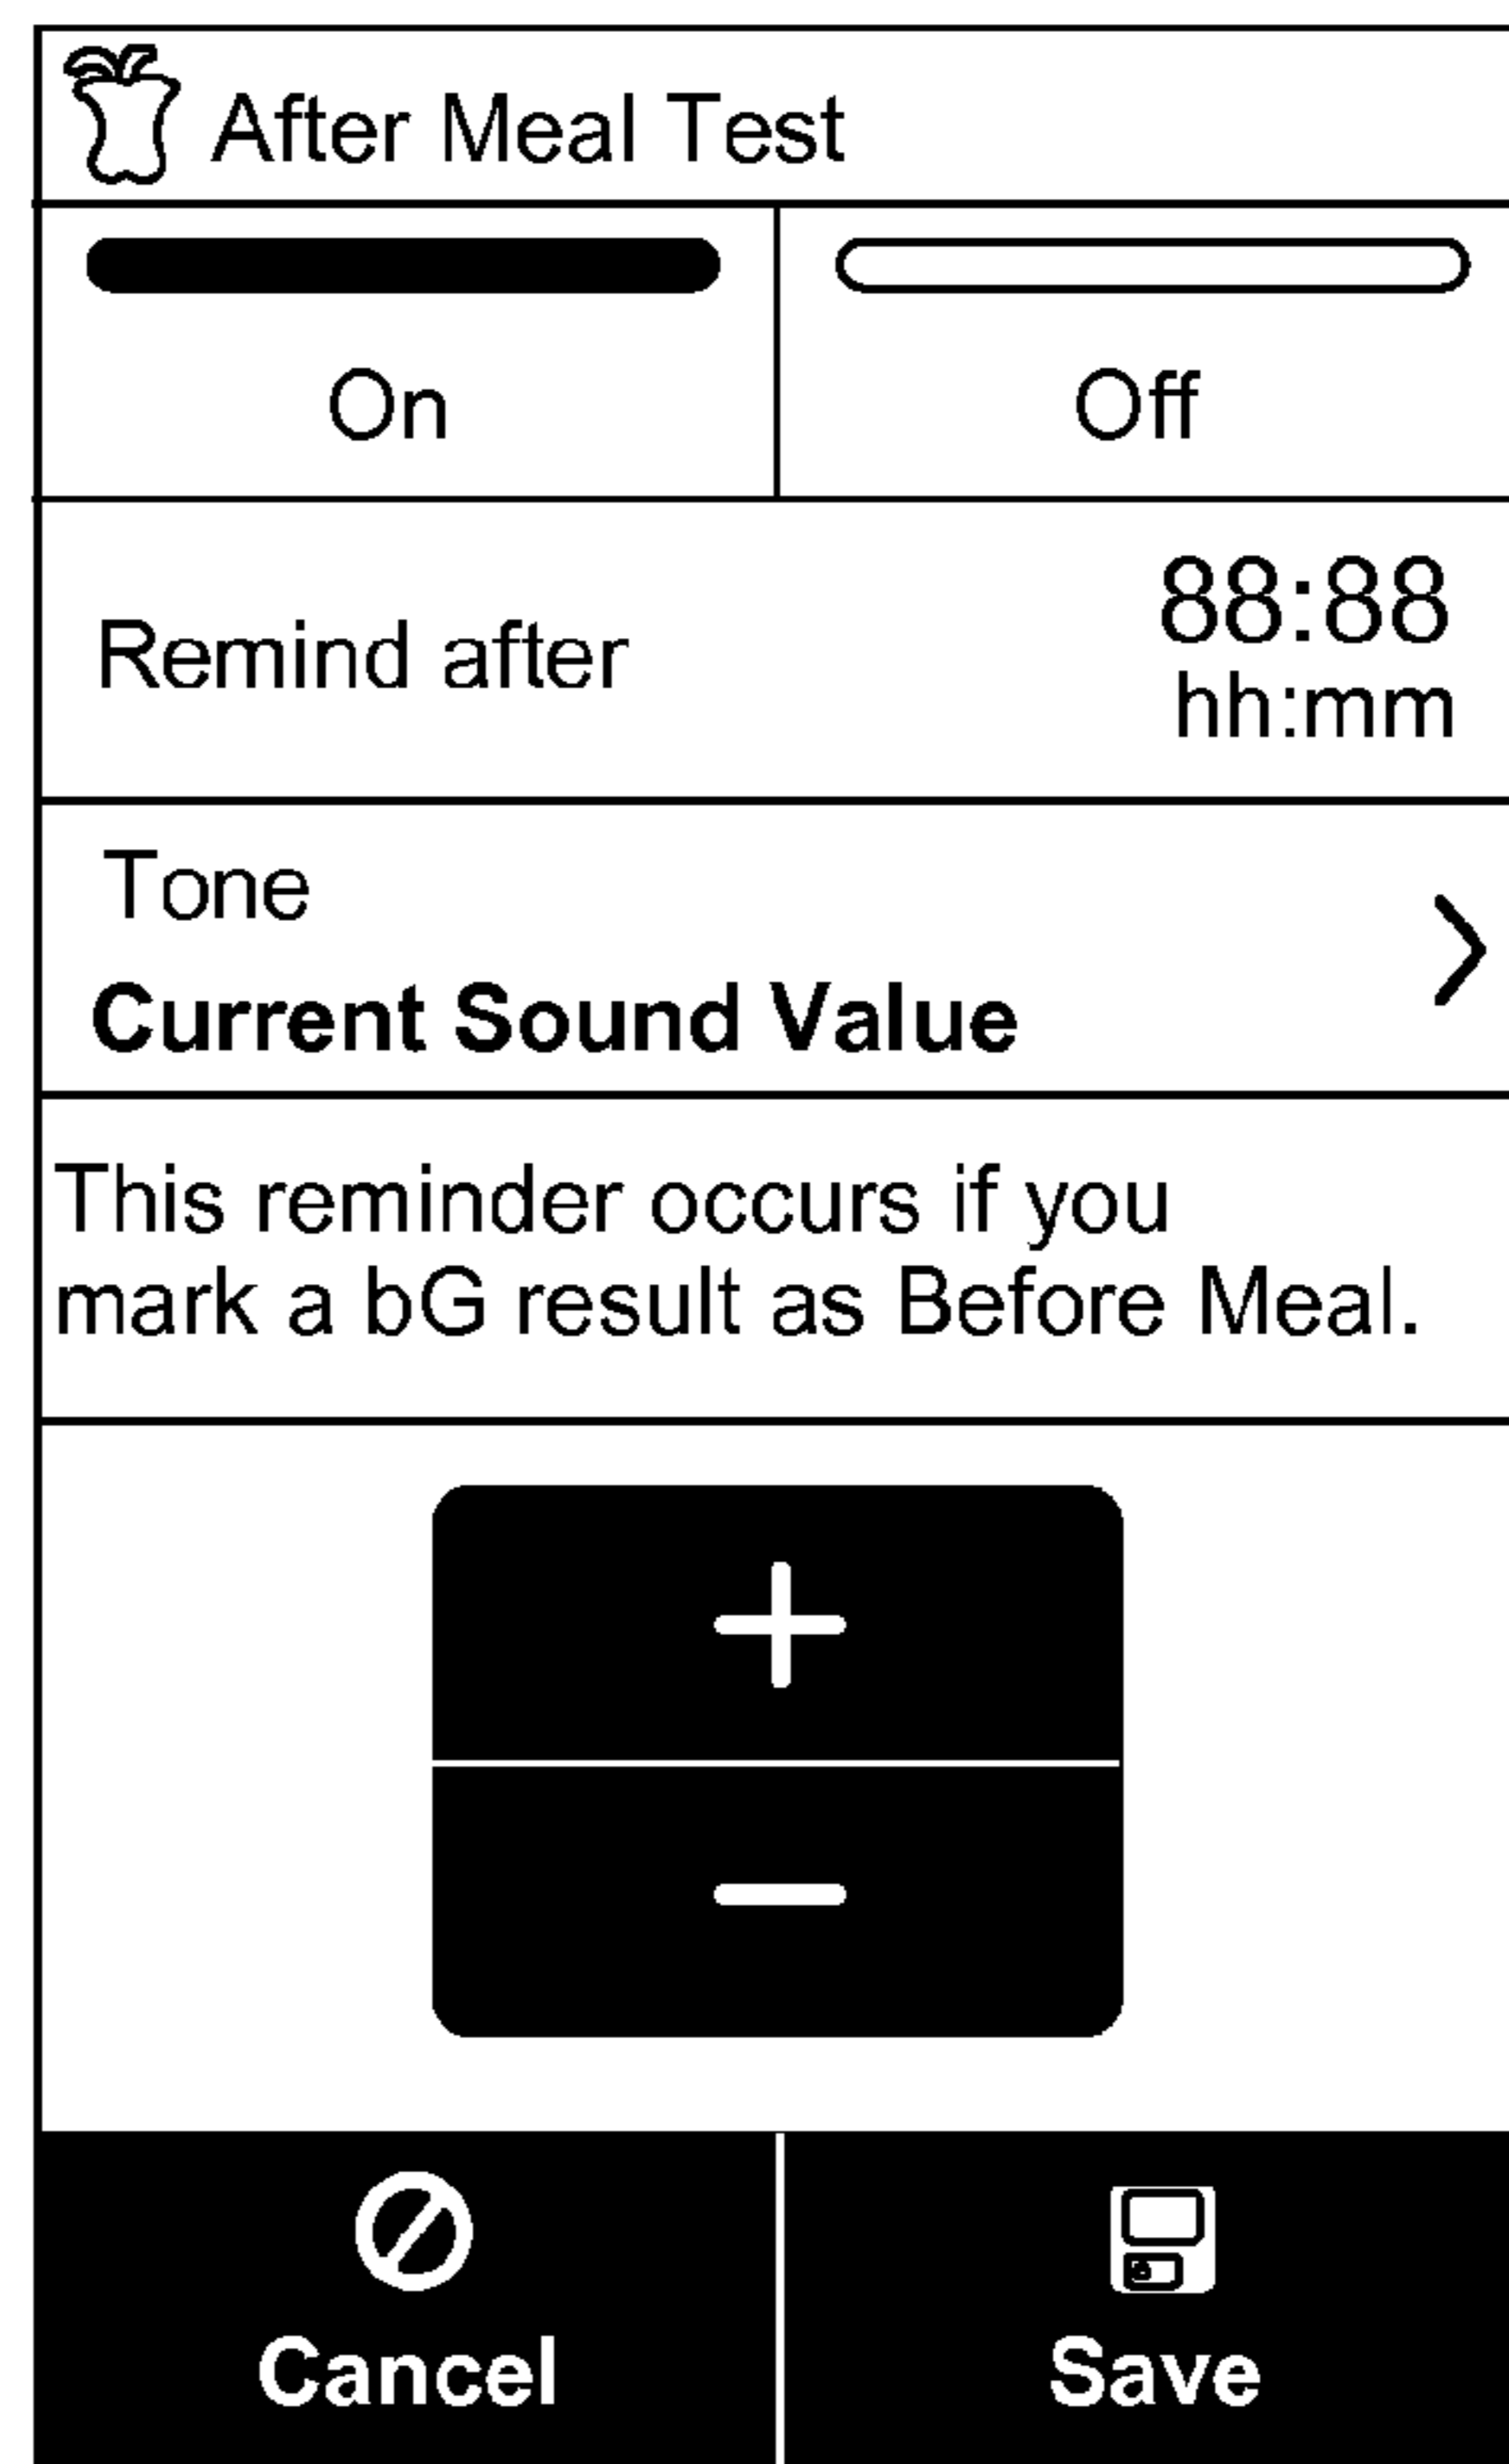 After Meal Test
On
Off
Remind after
88:88
hh:mm
Tone
Current Sound Value
This reminder occurs if you
mark a bG result as Before Meal.
+
−
Cancel
Save